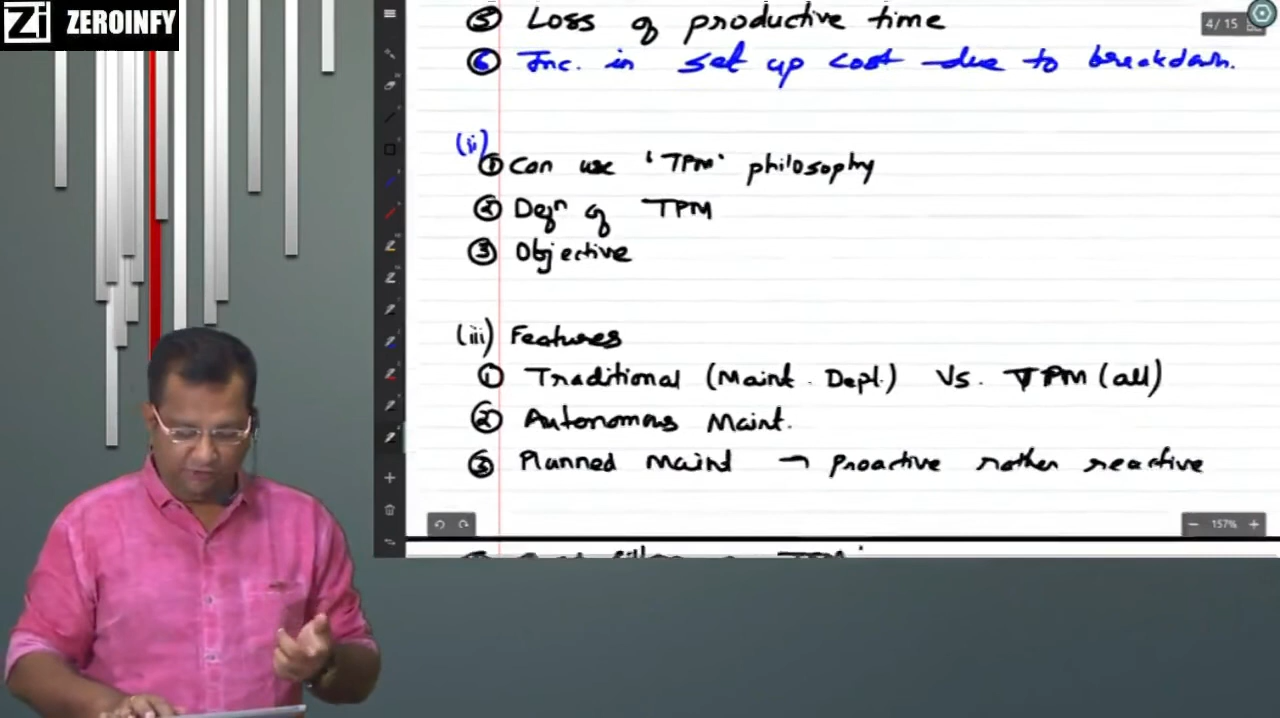 Zi ZEROINFY
⑤ Loss of productive time
4/15
⑥ Inc. in set up cost due to breakdown.
(ii)
① Can use 'TPM' philosophy
② Defn of TPM
③ Objective
(iii) Features
① Traditional (Maint. Dept.) Vs. TPM (all)
② Autonomous Maint.
③ Planned Maint → Proactive rather reactive
− 157% +